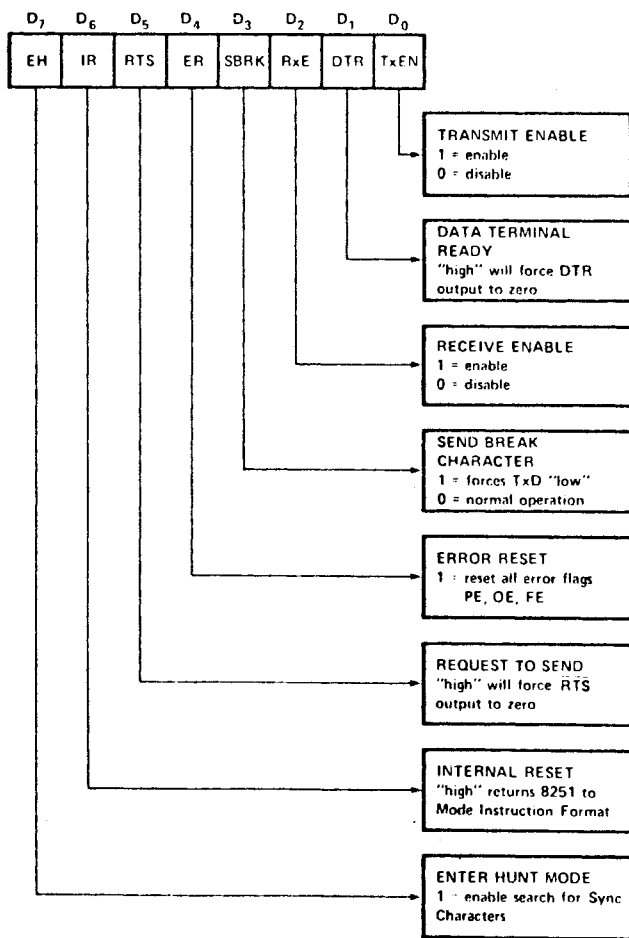 D7 D6 D5 D4 D3 D2 D1 D0
EH IR RTS ER SBRK RxE DTR TxEN
TRANSMIT ENABLE
1 = enable
0 = disable
DATA TERMINAL
READY
"high" will force DTR
output to zero
RECEIVE ENABLE
1 = enable
0 = disable
SEND BREAK
CHARACTER
1 = forces TxD "low"
0 = normal operation
ERROR RESET
1 = reset all error flags
PE, OE, FE
REQUEST TO SEND
"high" will force R̅T̅S̅
output to zero
INTERNAL RESET
"high" returns 8251 to
Mode Instruction Format
ENTER HUNT MODE
1 = enable search for Sync
Characters